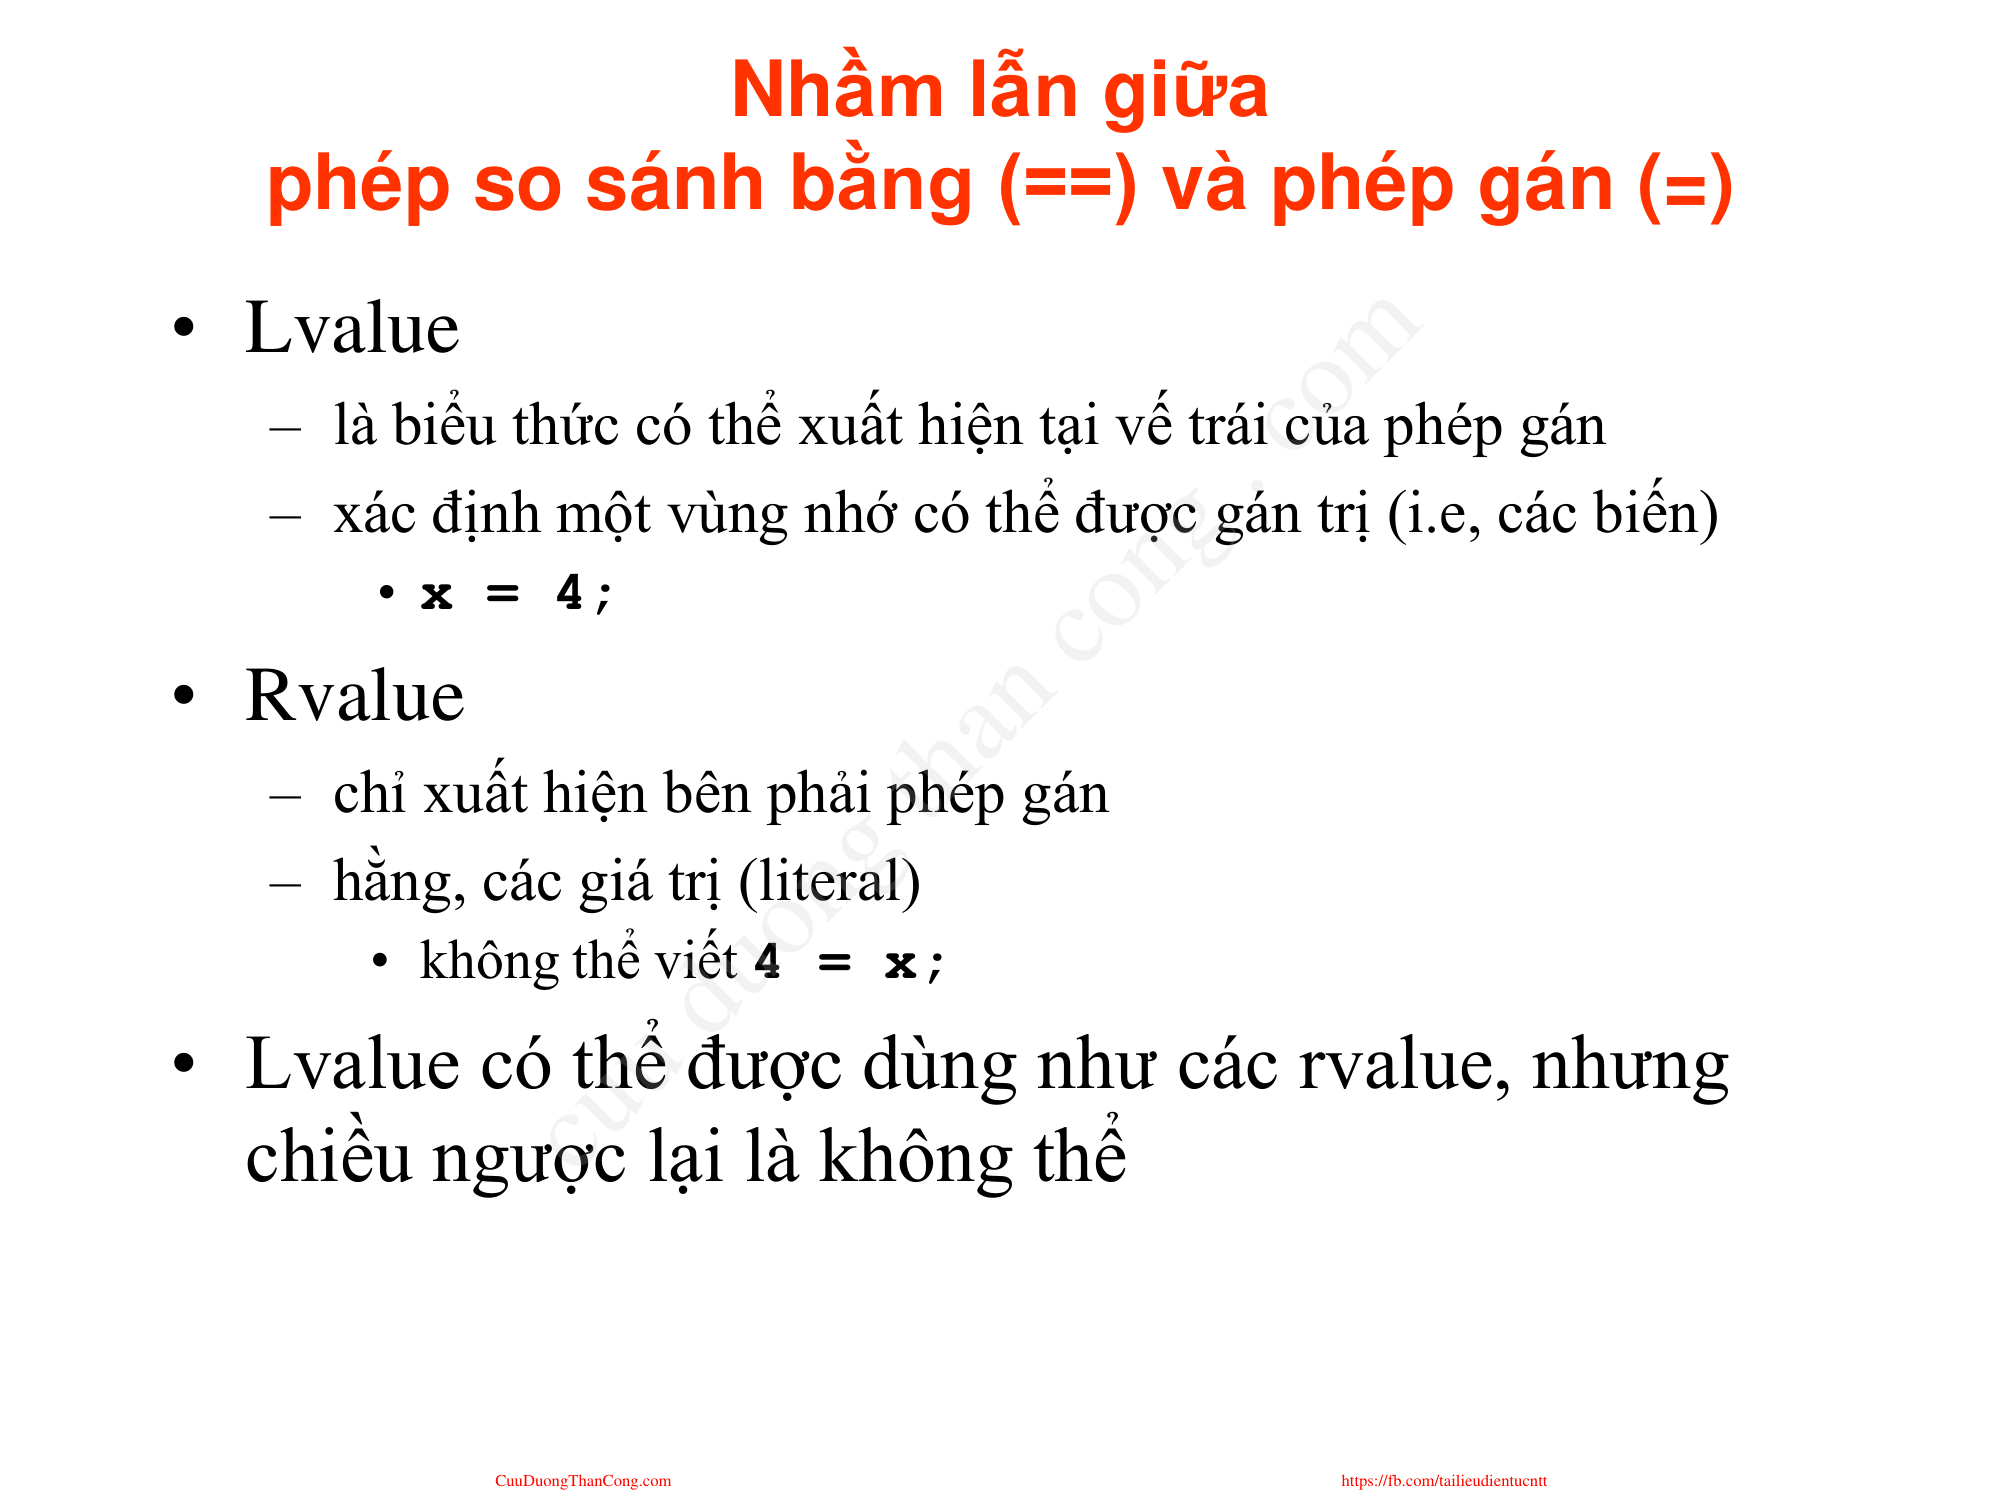 Nhầm lẫn giữa
phép so sánh bằng (==) và phép gán (=)
• Lvalue
– là biểu thức có thể xuất hiện tại vế trái của phép gán
– xác định một vùng nhớ có thể được gán trị (i.e, các biến)
• x = 4;
• Rvalue
– chỉ xuất hiện bên phải phép gán
– hằng, các giá trị (literal)
• không thể viết 4 = x;
• Lvalue có thể được dùng như các rvalue, nhưng
chiều ngược lại là không thể
cuu duong than cong . com
CuuDuongThanCong.com
https://fb.com/tailieudientucntt